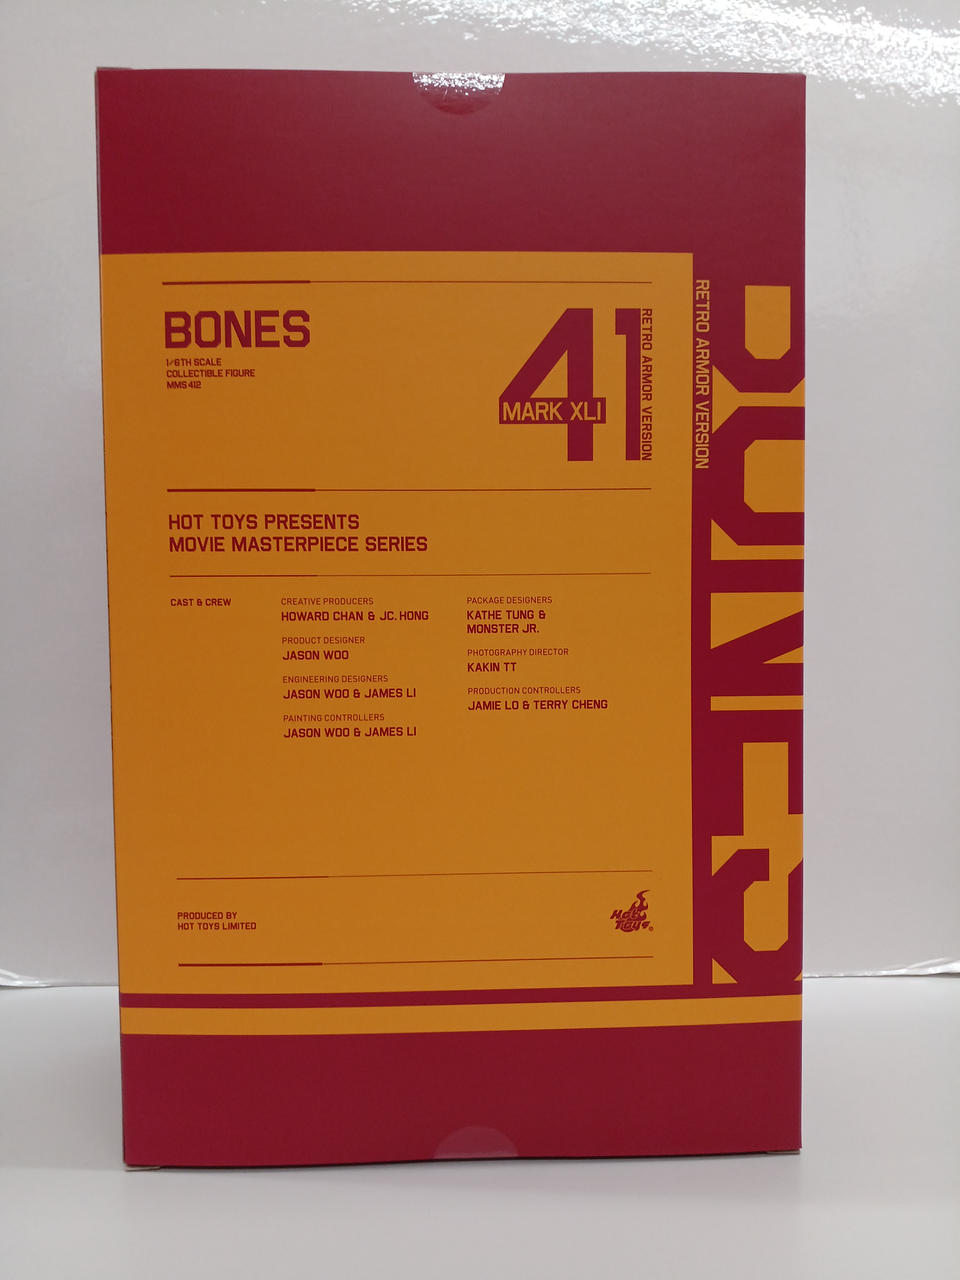 BONES
1/6TH SCALE
COLLECTIBLE FIGURE
MMS 412
41
MARK XLI
RETRO ARMOR VERSION
HOT TOYS PRESENTS
MOVIE MASTERPIECE SERIES
CAST & CREW
CREATIVE PRODUCERS
HOWARD CHAN & JC. HONG
PRODUCT DESIGNER
JASON WOO
ENGINEERING DESIGNERS
JASON WOO & JAMES LI
PAINTING CONTROLLERS
JASON WOO & JAMES LI
PACKAGE DESIGNERS
KATHE TUNG &
MONSTER JR.
PHOTOGRAPHY DIRECTOR
KAKIN TT
PRODUCTION CONTROLLERS
JAMIE LO & TERRY CHENG
PRODUCED BY
HOT TOYS LIMITED
Hot
Toys®
RETRO ARMOR VERSION
BONES